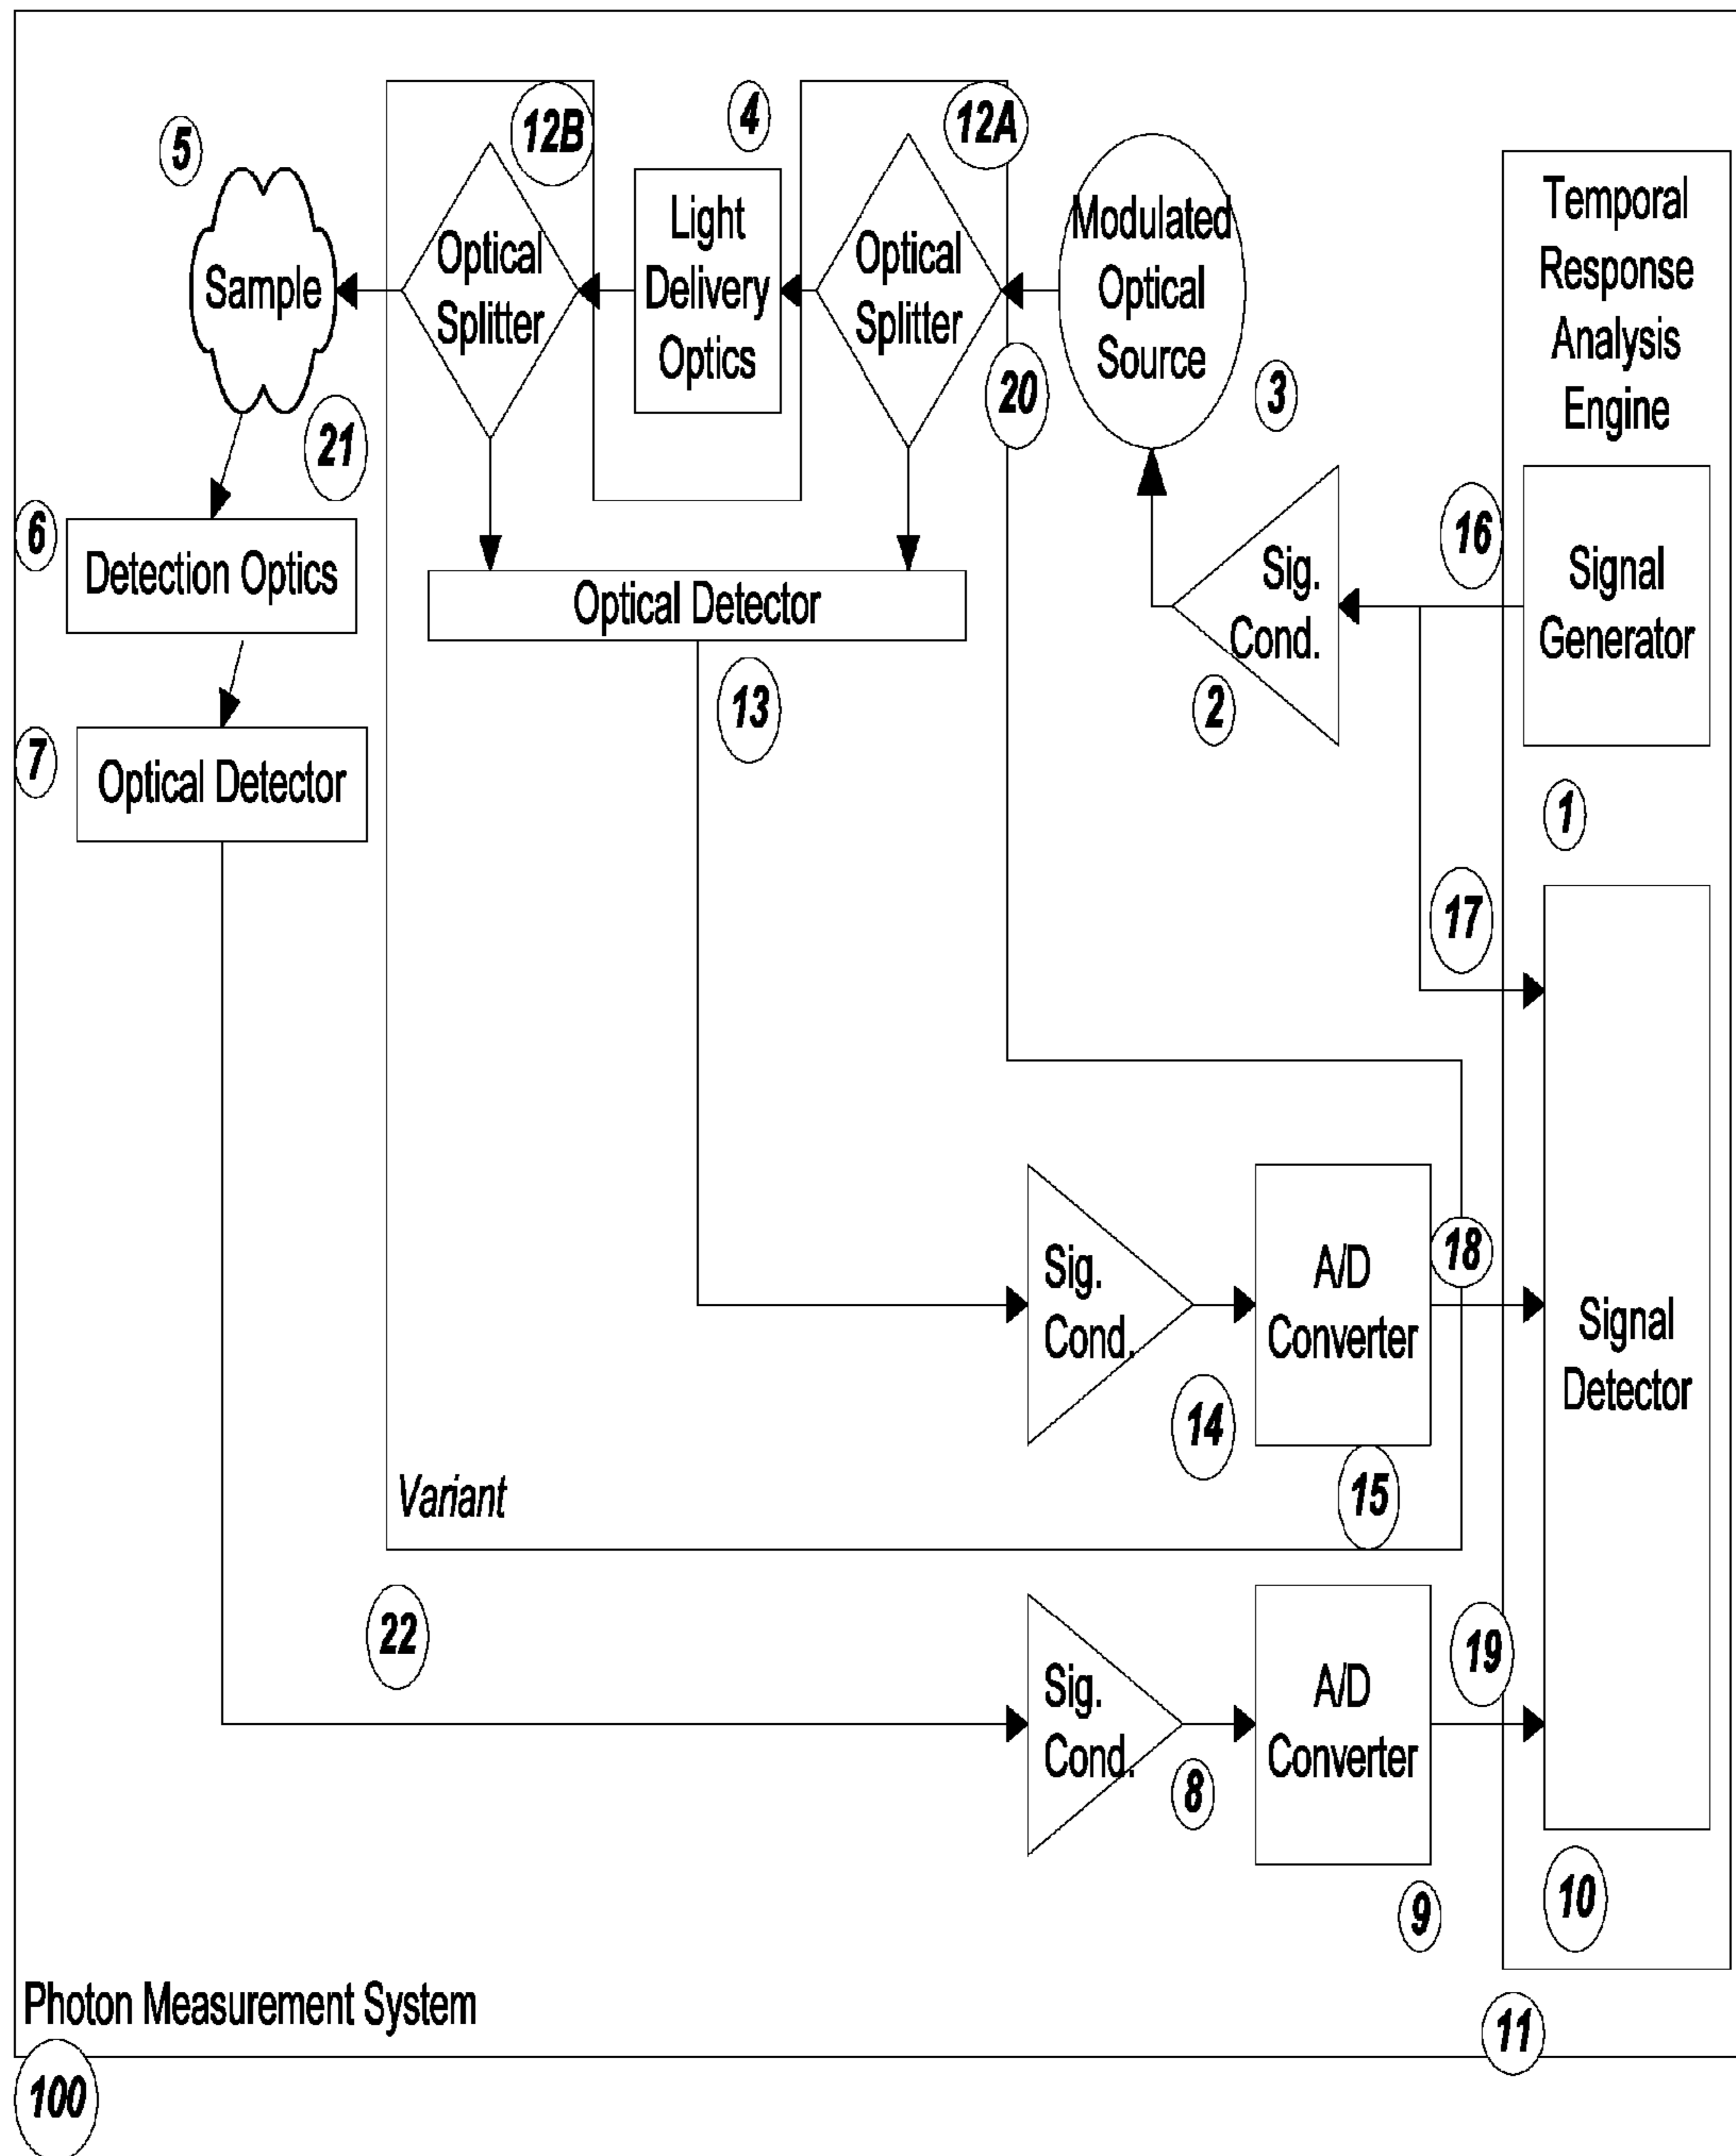 12B
4
12A
5
Temporal
Response
Analysis
Engine
Sample
Optical
Splitter
Light
Delivery
Optics
Optical
Splitter
Modulated
Optical
Source
20
3
21
16
6
Detection Optics
Optical Detector
Sig.
Cond.
Signal
Generator
13
2
7
Optical Detector
1
17
Sig.
Cond.
A/D
Converter
18
Signal
Detector
14
15
Variant
22
Sig.
Cond.
A/D
Converter
19
8
9
10
Photon Measurement System
11
100